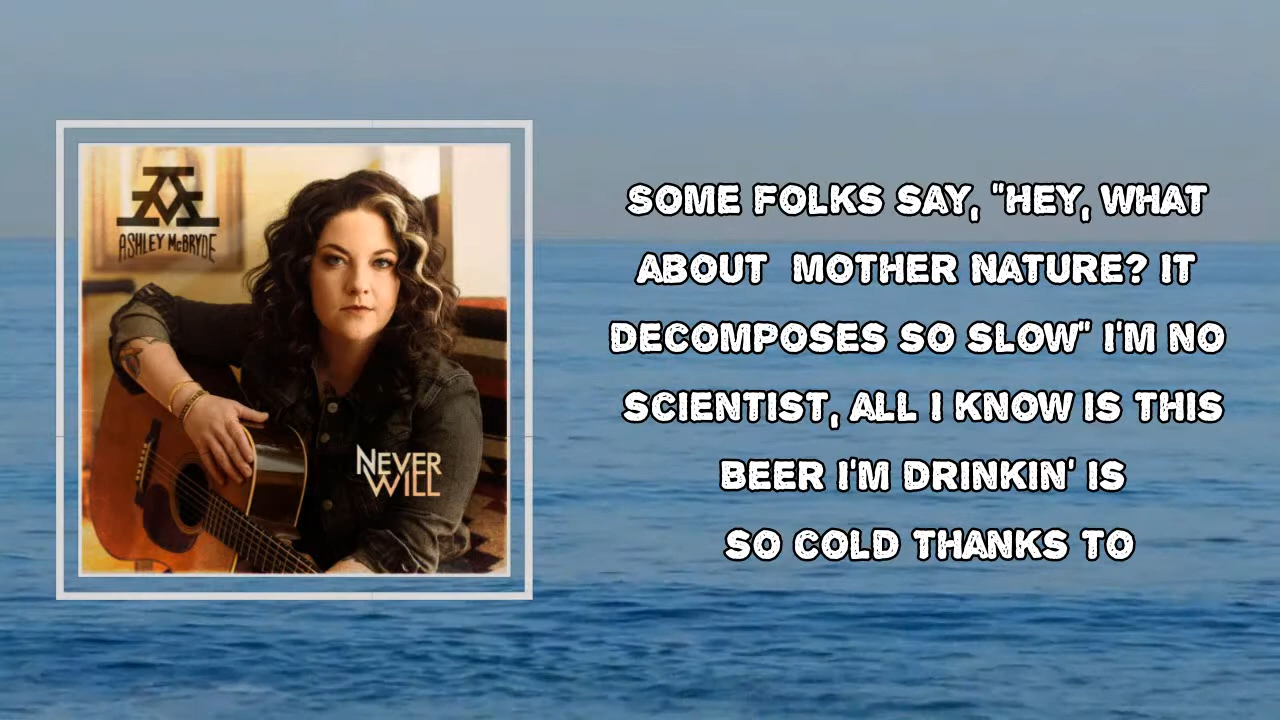 ASHLEY McBRYDE
NEVER
WILL
SOME FOLKS SAY, "HEY, WHAT
ABOUT MOTHER NATURE? IT
DECOMPOSES SO SLOW" I'M NO
SCIENTIST, ALL I KNOW IS THIS
BEER I'M DRINKIN' IS
SO COLD THANKS TO